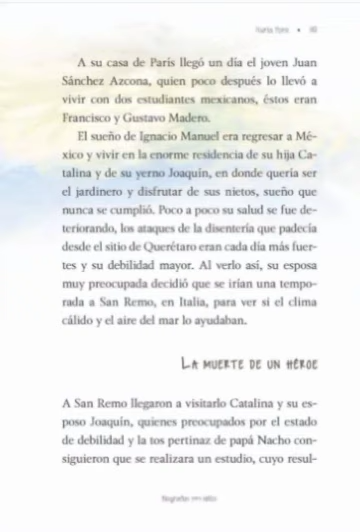 A su casa de París llegó un día el joven Juan
Sánchez Azcona, quien poco después lo llevó a
vivir con dos estudiantes mexicanos, éstos eran
Francisco y Gustavo Madero.
El sueño de Ignacio Manuel era regresar a Mé-
xico y vivir en la enorme residencia de su hija Ca-
talina y de su yerno Joaquín, en donde quería ser
el jardinero y disfrutar de sus nietos, sueño que
nunca se cumplió. Poco a poco su salud se fue de-
teriorando, los ataques de la disentería que padecía
desde el sitio de Querétaro eran cada día más fuer-
tes y su debilidad mayor. Al verlo así, su esposa
muy preocupada decidió que se irían una tempo-
rada a San Remo, en Italia, para ver si el clima
cálido y el aire del mar lo ayudaban.
LA MUERTE DE UN HÉROE
A San Remo llegaron a visitarlo Catalina y su es-
poso Joaquín, quienes preocupados por el estado
de debilidad y la tos pertinaz de papá Nacho con-
siguieron que se realizara un estudio, cuyo resul-
Biografías para niños